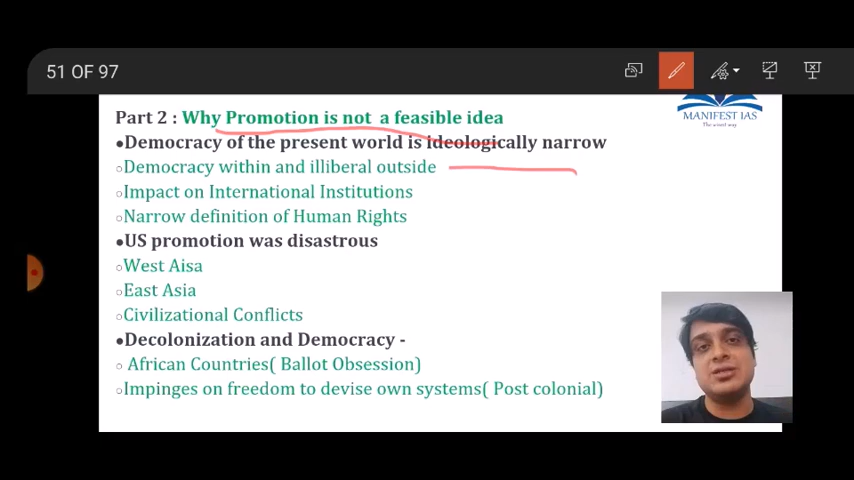 51 OF 97
MANIFEST IAS
Part 2 : Why Promotion is not a feasible idea
●Democracy of the present world is ideologically narrow
○Democracy within and illiberal outside
○Impact on International Institutions
○Narrow definition of Human Rights
●US promotion was disastrous
○West Aisa
○East Asia
○Civilizational Conflicts
●Decolonization and Democracy -
○ African Countries( Ballot Obsession)
○Impinges on freedom to devise own systems( Post colonial)